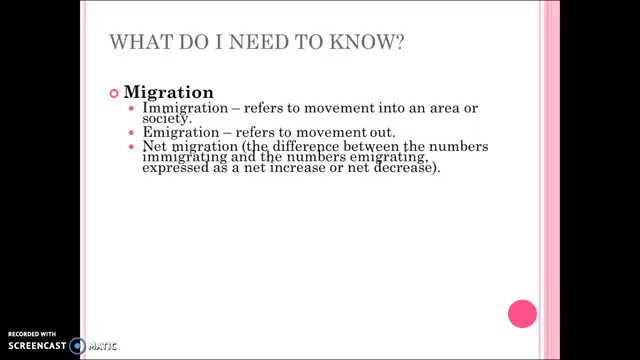 WHAT DO I NEED TO KNOW?
Migration
Immigration – refers to movement into an area or
society.
Emigration – refers to movement out.
Net migration (the difference between the numbers
immigrating and the numbers emigrating,
expressed as a net increase or net decrease).
RECORDED WITH
SCREENCAST MATIC